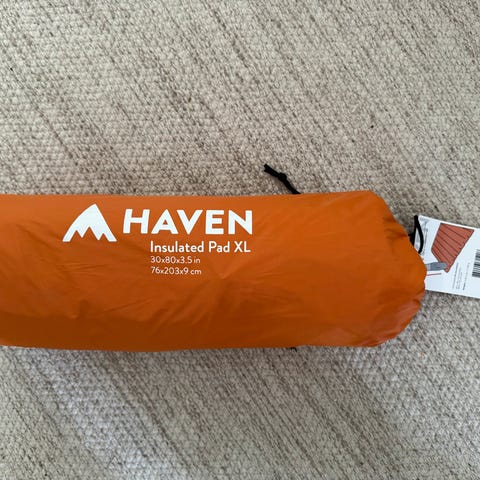 HAVEN
Insulated Pad XL
30x80x3.5 in
76x203x9 cm